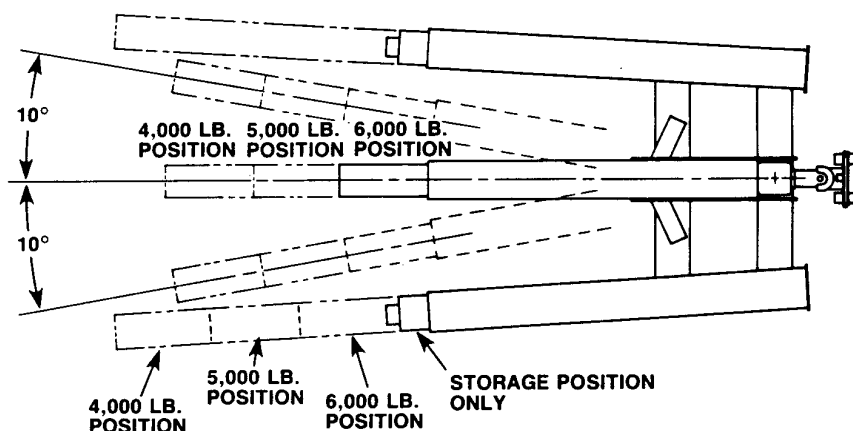 10°
4,000 LB. 5,000 LB. 6,000 LB.
POSITION POSITION POSITION
10°
4,000 LB.
POSITION
5,000 LB.
POSITION
6,000 LB.
POSITION
STORAGE POSITION
ONLY